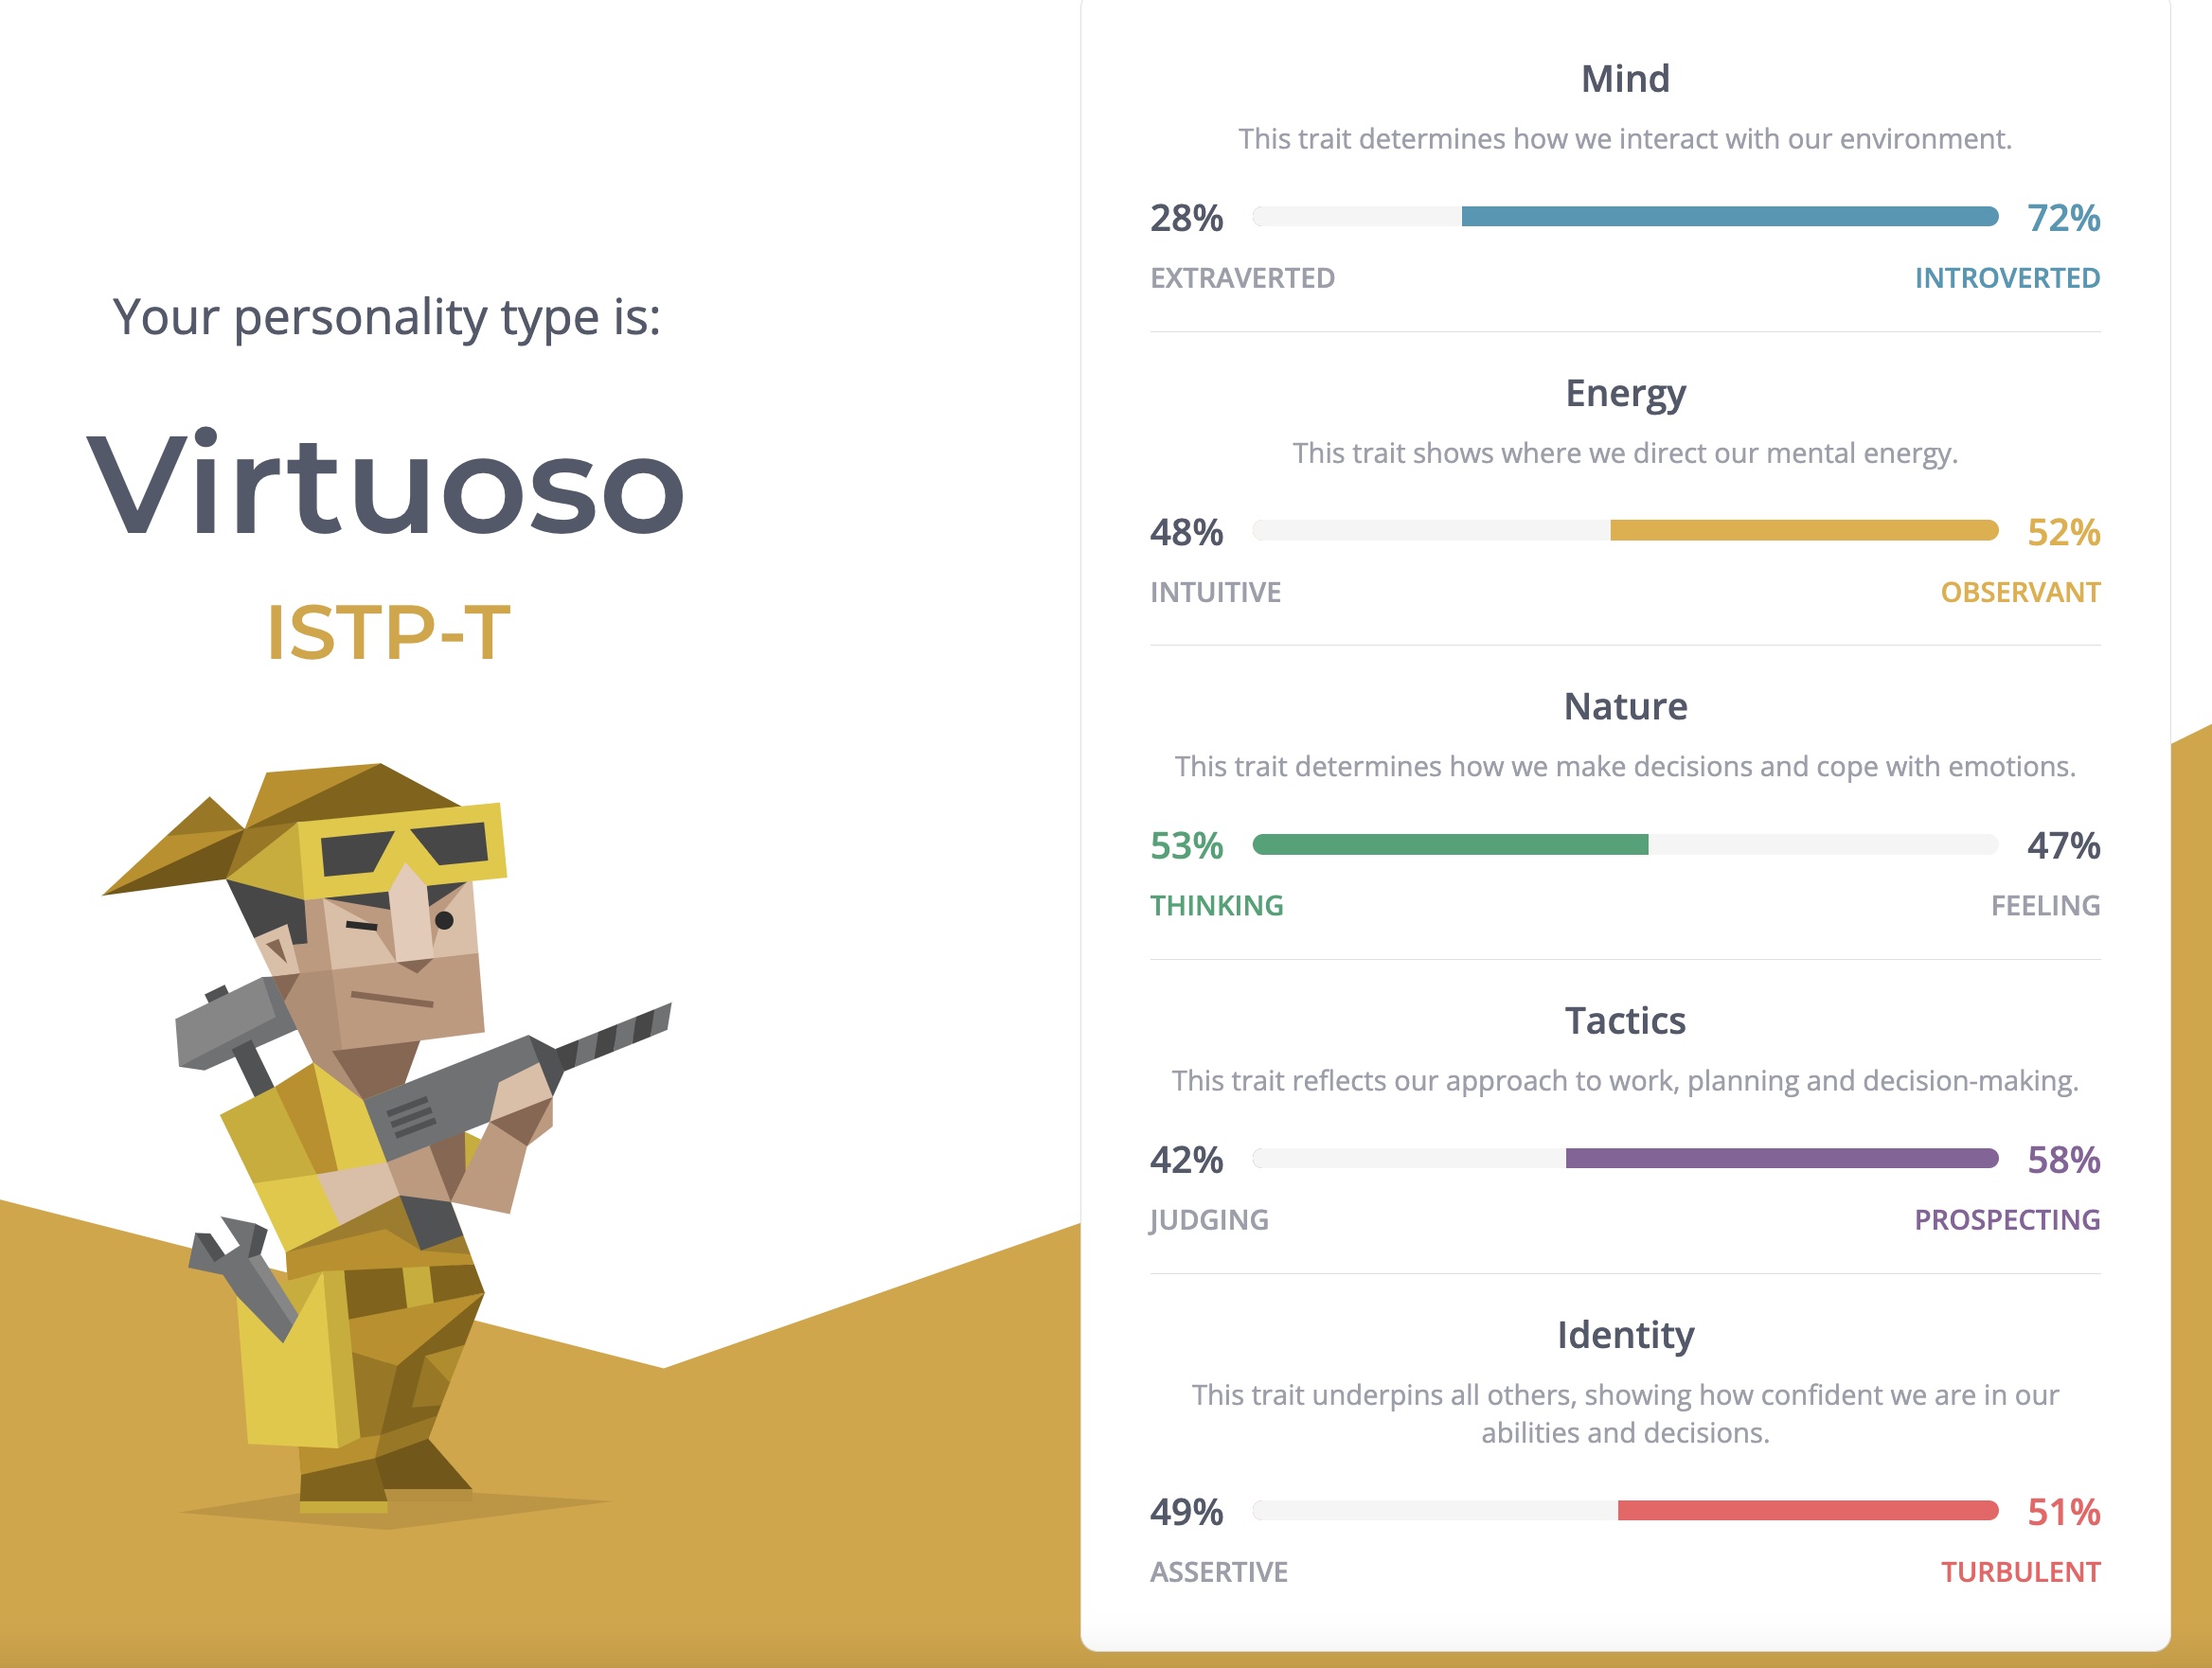 Your personality type is:
Virtuoso
ISTP-T
Mind
This trait determines how we interact with our environment.
28% 72%
EXTRAVERTED INTROVERTED
Energy
This trait shows where we direct our mental energy.
48% 52%
INTUITIVE OBSERVANT
Nature
This trait determines how we make decisions and cope with emotions.
53% 47%
THINKING FEELING
Tactics
This trait reflects our approach to work, planning and decision-making.
42% 58%
JUDGING PROSPECTING
Identity
This trait underpins all others, showing how confident we are in our
abilities and decisions.
49% 51%
ASSERTIVE TURBULENT